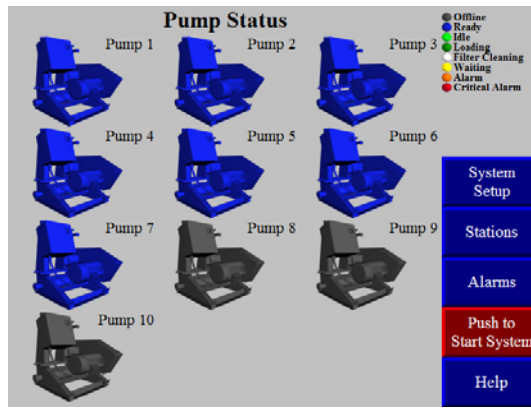 Pump Status
Offline
Ready
Idle
Loading
Filter Cleaning
Waiting
Alarm
Critical Alarm
Pump 1
Pump 2
Pump 3
Pump 4
Pump 5
Pump 6
Pump 7
Pump 8
Pump 9
Pump 10
System
Setup
Stations
Alarms
Push to
Start System
Help